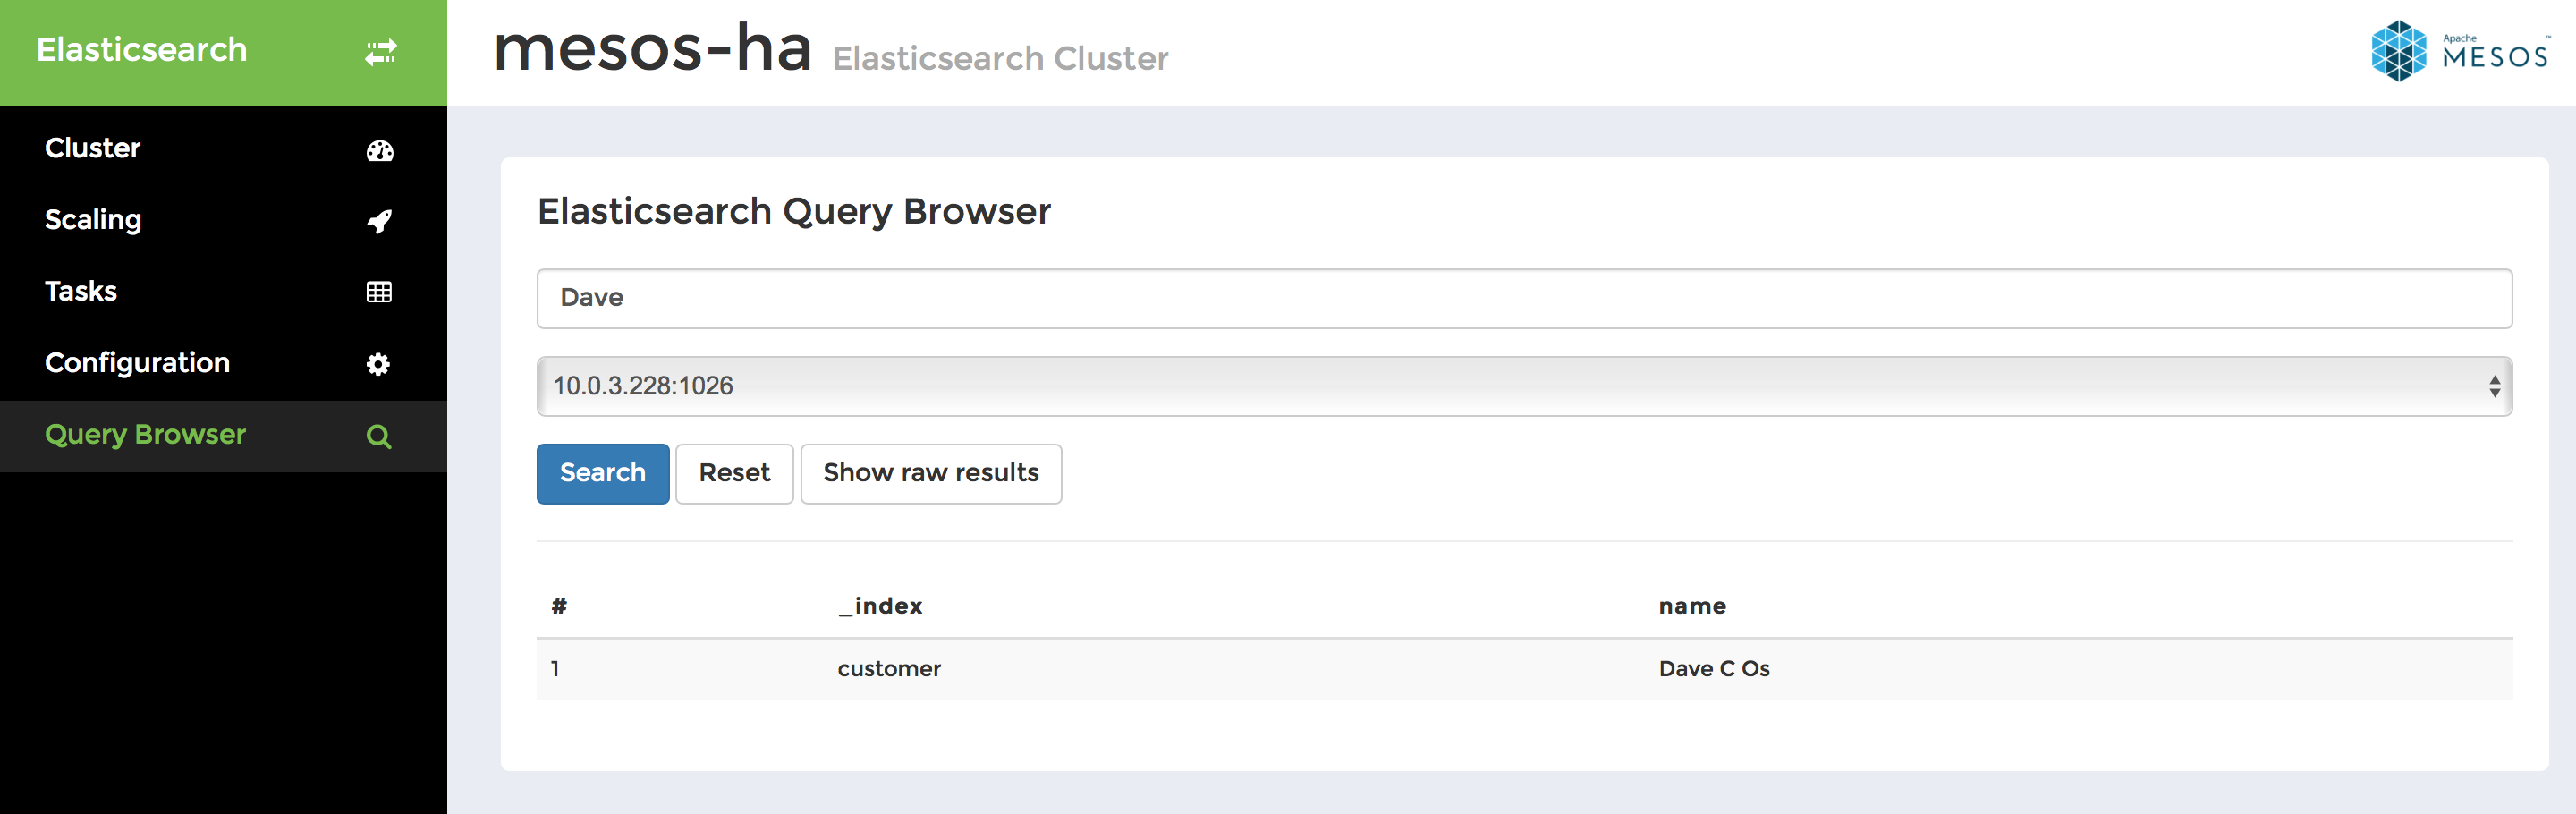 Elasticsearch
mesos-ha Elasticsearch Cluster
Apache
MESOS™
Cluster
Scaling
Tasks
Configuration
Query Browser
Elasticsearch Query Browser
Dave
10.0.3.228:1026
Search Reset Show raw results
# _index name
1 customer Dave C Os